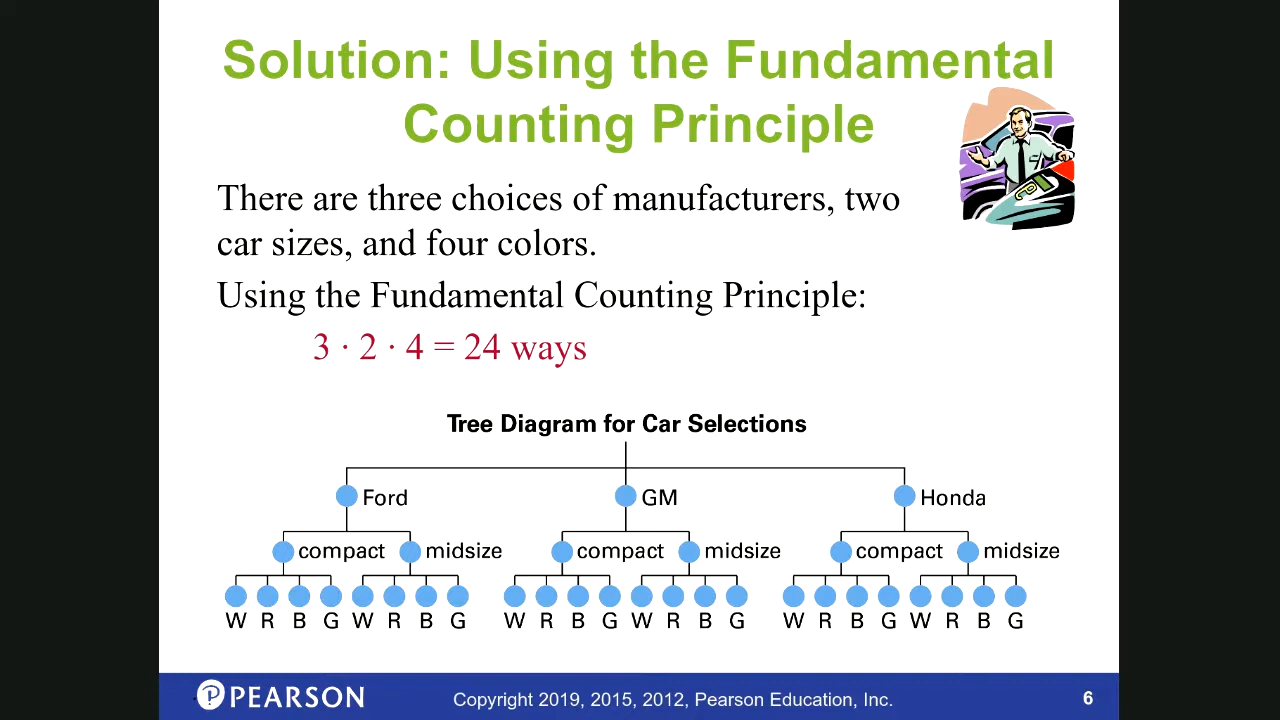 Solution: Using the Fundamental
Counting Principle
There are three choices of manufacturers, two
car sizes, and four colors.
Using the Fundamental Counting Principle:
3 · 2 · 4 = 24 ways
Tree Diagram for Car Selections
Ford GM Honda
compact midsize compact midsize compact midsize
W R B G W R B G W R B G W R B G W R B G W R B G
PEARSON Copyright 2019, 2015, 2012, Pearson Education, Inc. 6